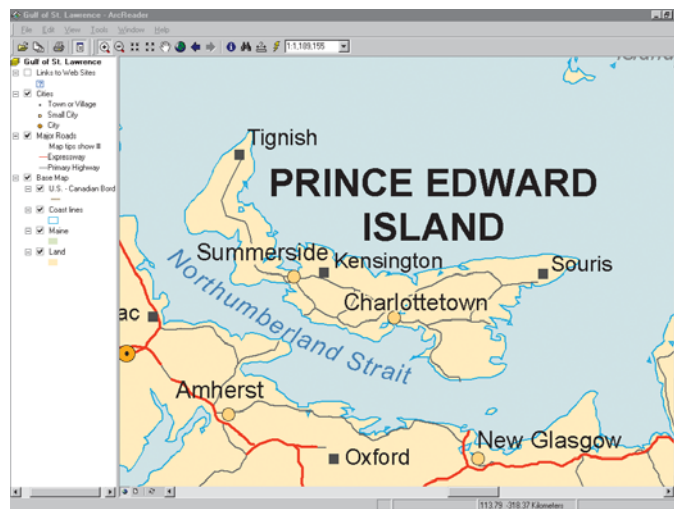 Gulf of St. Lawrence - ArcReader
File Edit View Tools Window Help
1:1,109,155
Gulf of St. Lawrence
Links to Web Sites
Cities
Town or Village
Small City
City
Major Roads
Map tips show #
Expressway
Primary Highway
Base Map
U.S. - Canadian Bord
Coast lines
Maine
Land
Tignish
PRINCE EDWARD
ISLAND
Summerside
Kensington
Souris
Charlottetown
Northumberland Strait
ac
Amherst
New Glasgow
Oxford
113.79 -318.37 Kilometers